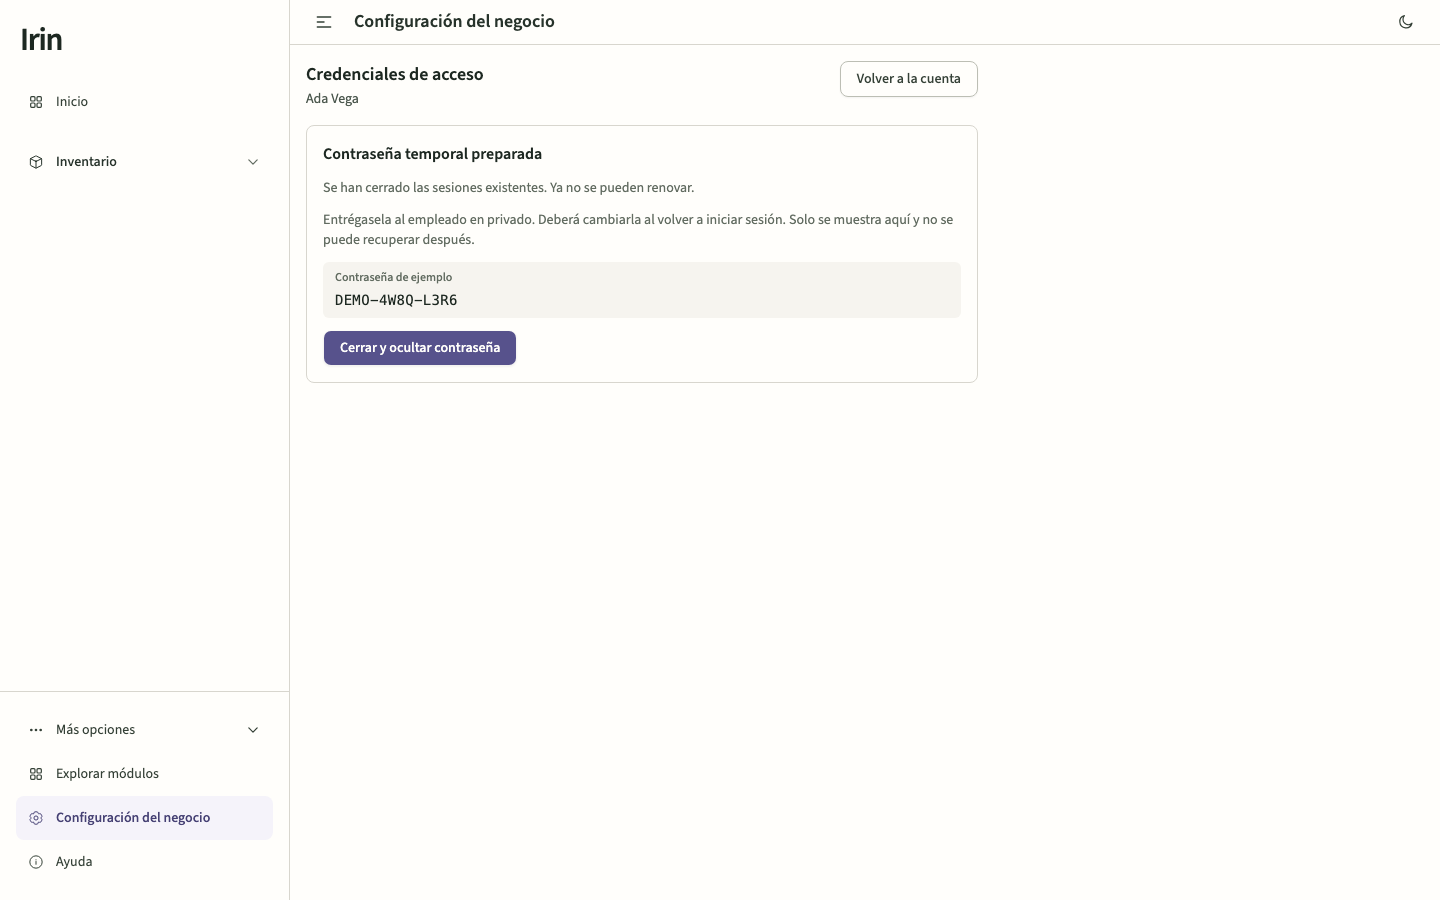 Irin
Inicio
Inventario
Más opciones
Explorar módulos
Configuración del negocio
Ayuda
Configuración del negocio
Credenciales de acceso
Ada Vega
Volver a la cuenta
Contraseña temporal preparada
Se han cerrado las sesiones existentes. Ya no se pueden renovar.
Entrégasela al empleado en privado. Deberá cambiarla al volver a iniciar sesión. Solo se muestra aquí y no se
puede recuperar después.
Contraseña de ejemplo
DEMO-4W8Q-L3R6
Cerrar y ocultar contraseña